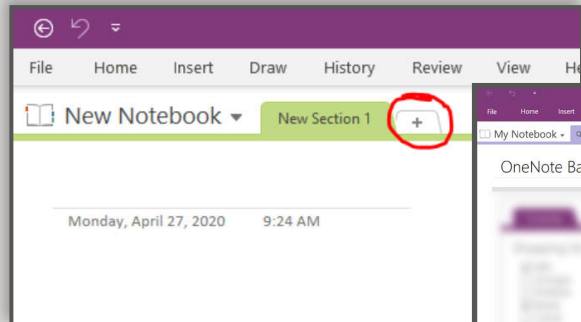 File Home Insert Draw History Review View He
New Notebook New Section 1 +
Monday, April 27, 2020 9:24 AM
File Home Insert
My Notebook
OneNote Ba